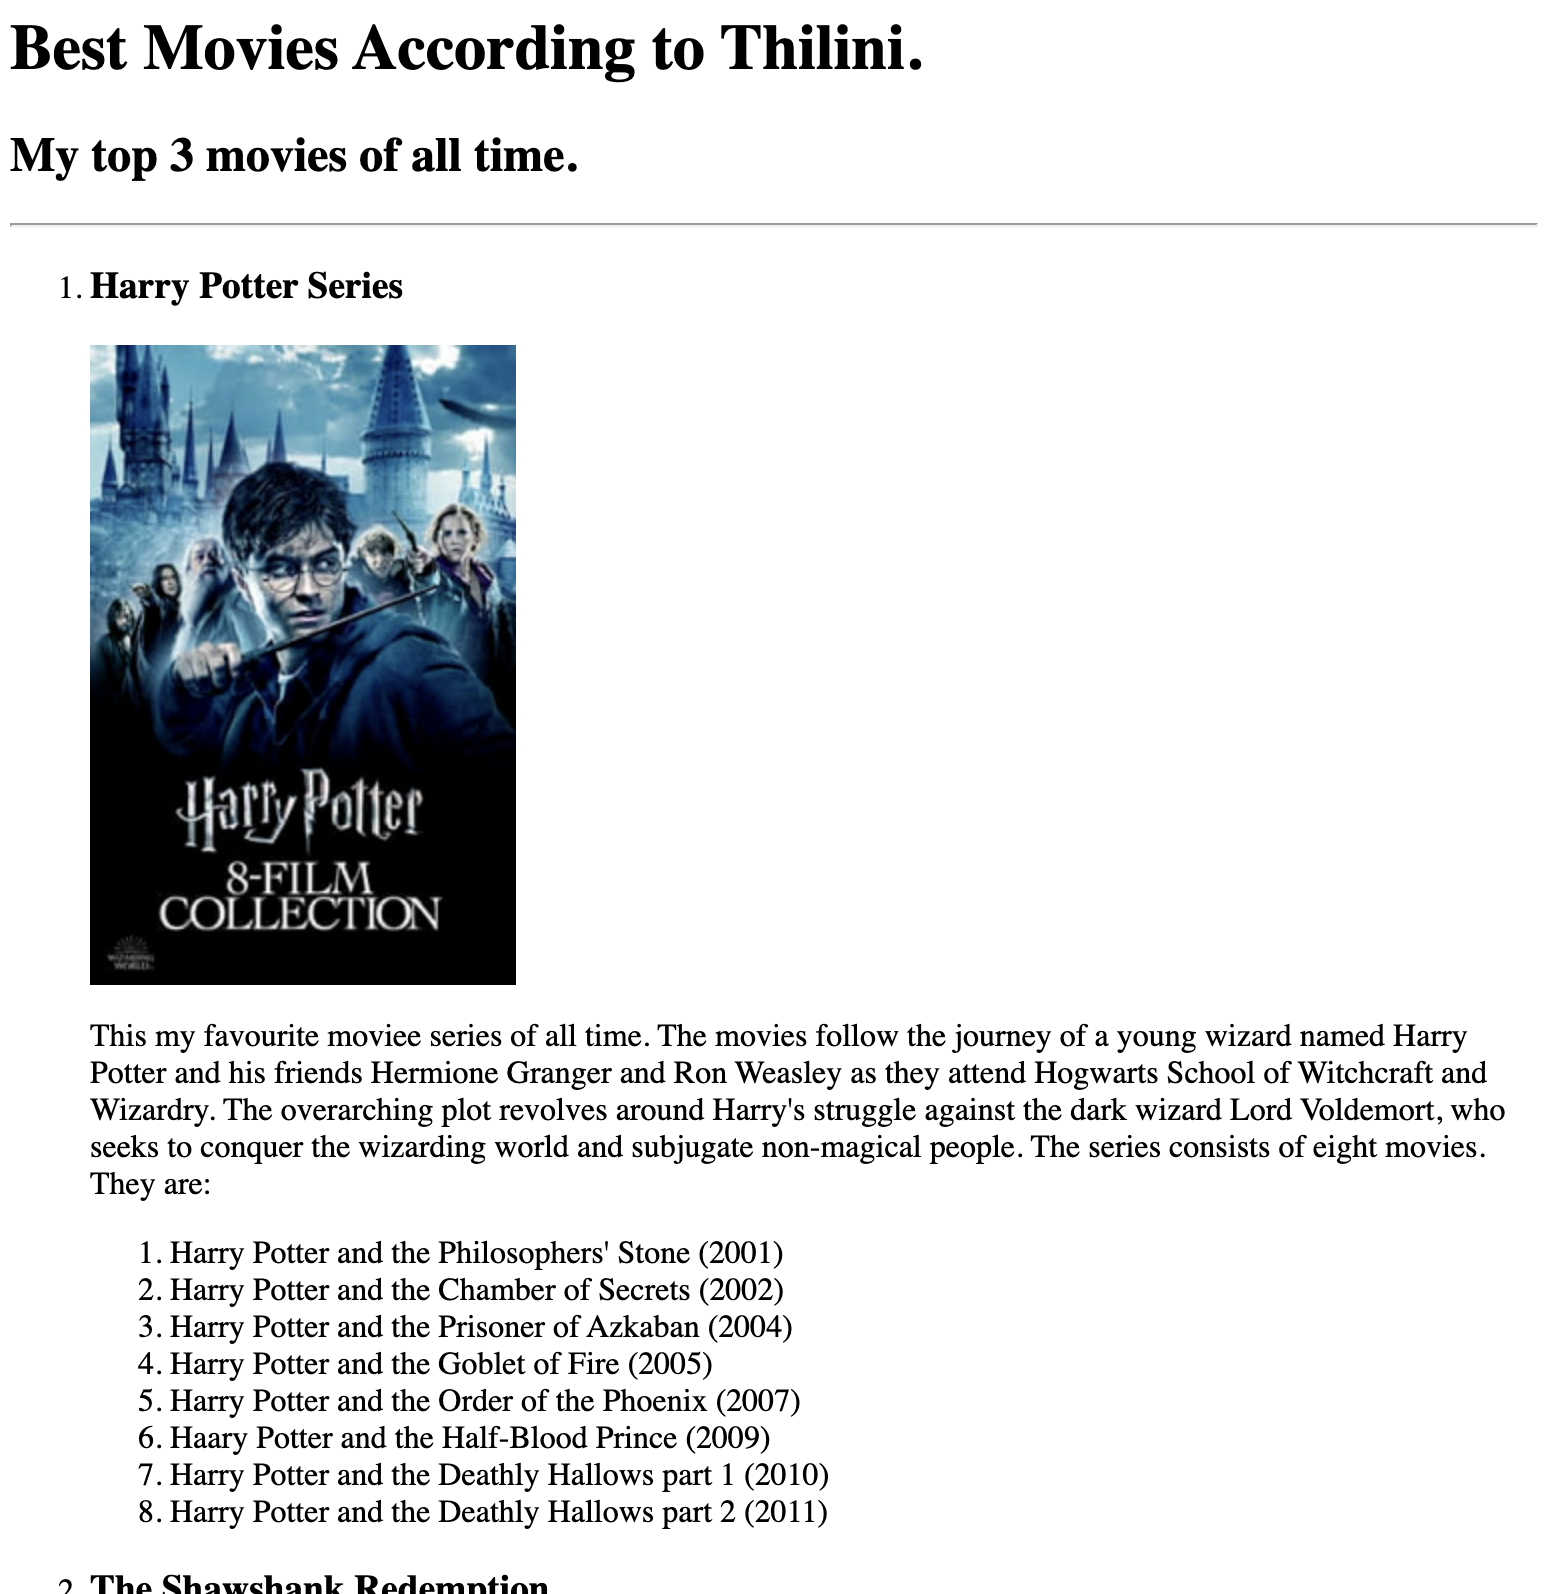 Best Movies According to Thilini.
My top 3 movies of all time.
1. Harry Potter Series
Harry Potter
8-FILM
COLLECTION
WIZARDING
WORLD
This my favourite moviee series of all time. The movies follow the journey of a young wizard named Harry
Potter and his friends Hermione Granger and Ron Weasley as they attend Hogwarts School of Witchcraft and
Wizardry. The overarching plot revolves around Harry's struggle against the dark wizard Lord Voldemort, who
seeks to conquer the wizarding world and subjugate non-magical people. The series consists of eight movies.
They are:
1. Harry Potter and the Philosophers' Stone (2001)
2. Harry Potter and the Chamber of Secrets (2002)
3. Harry Potter and the Prisoner of Azkaban (2004)
4. Harry Potter and the Goblet of Fire (2005)
5. Harry Potter and the Order of the Phoenix (2007)
6. Haary Potter and the Half-Blood Prince (2009)
7. Harry Potter and the Deathly Hallows part 1 (2010)
8. Harry Potter and the Deathly Hallows part 2 (2011)
2. The Shawshank Redemption